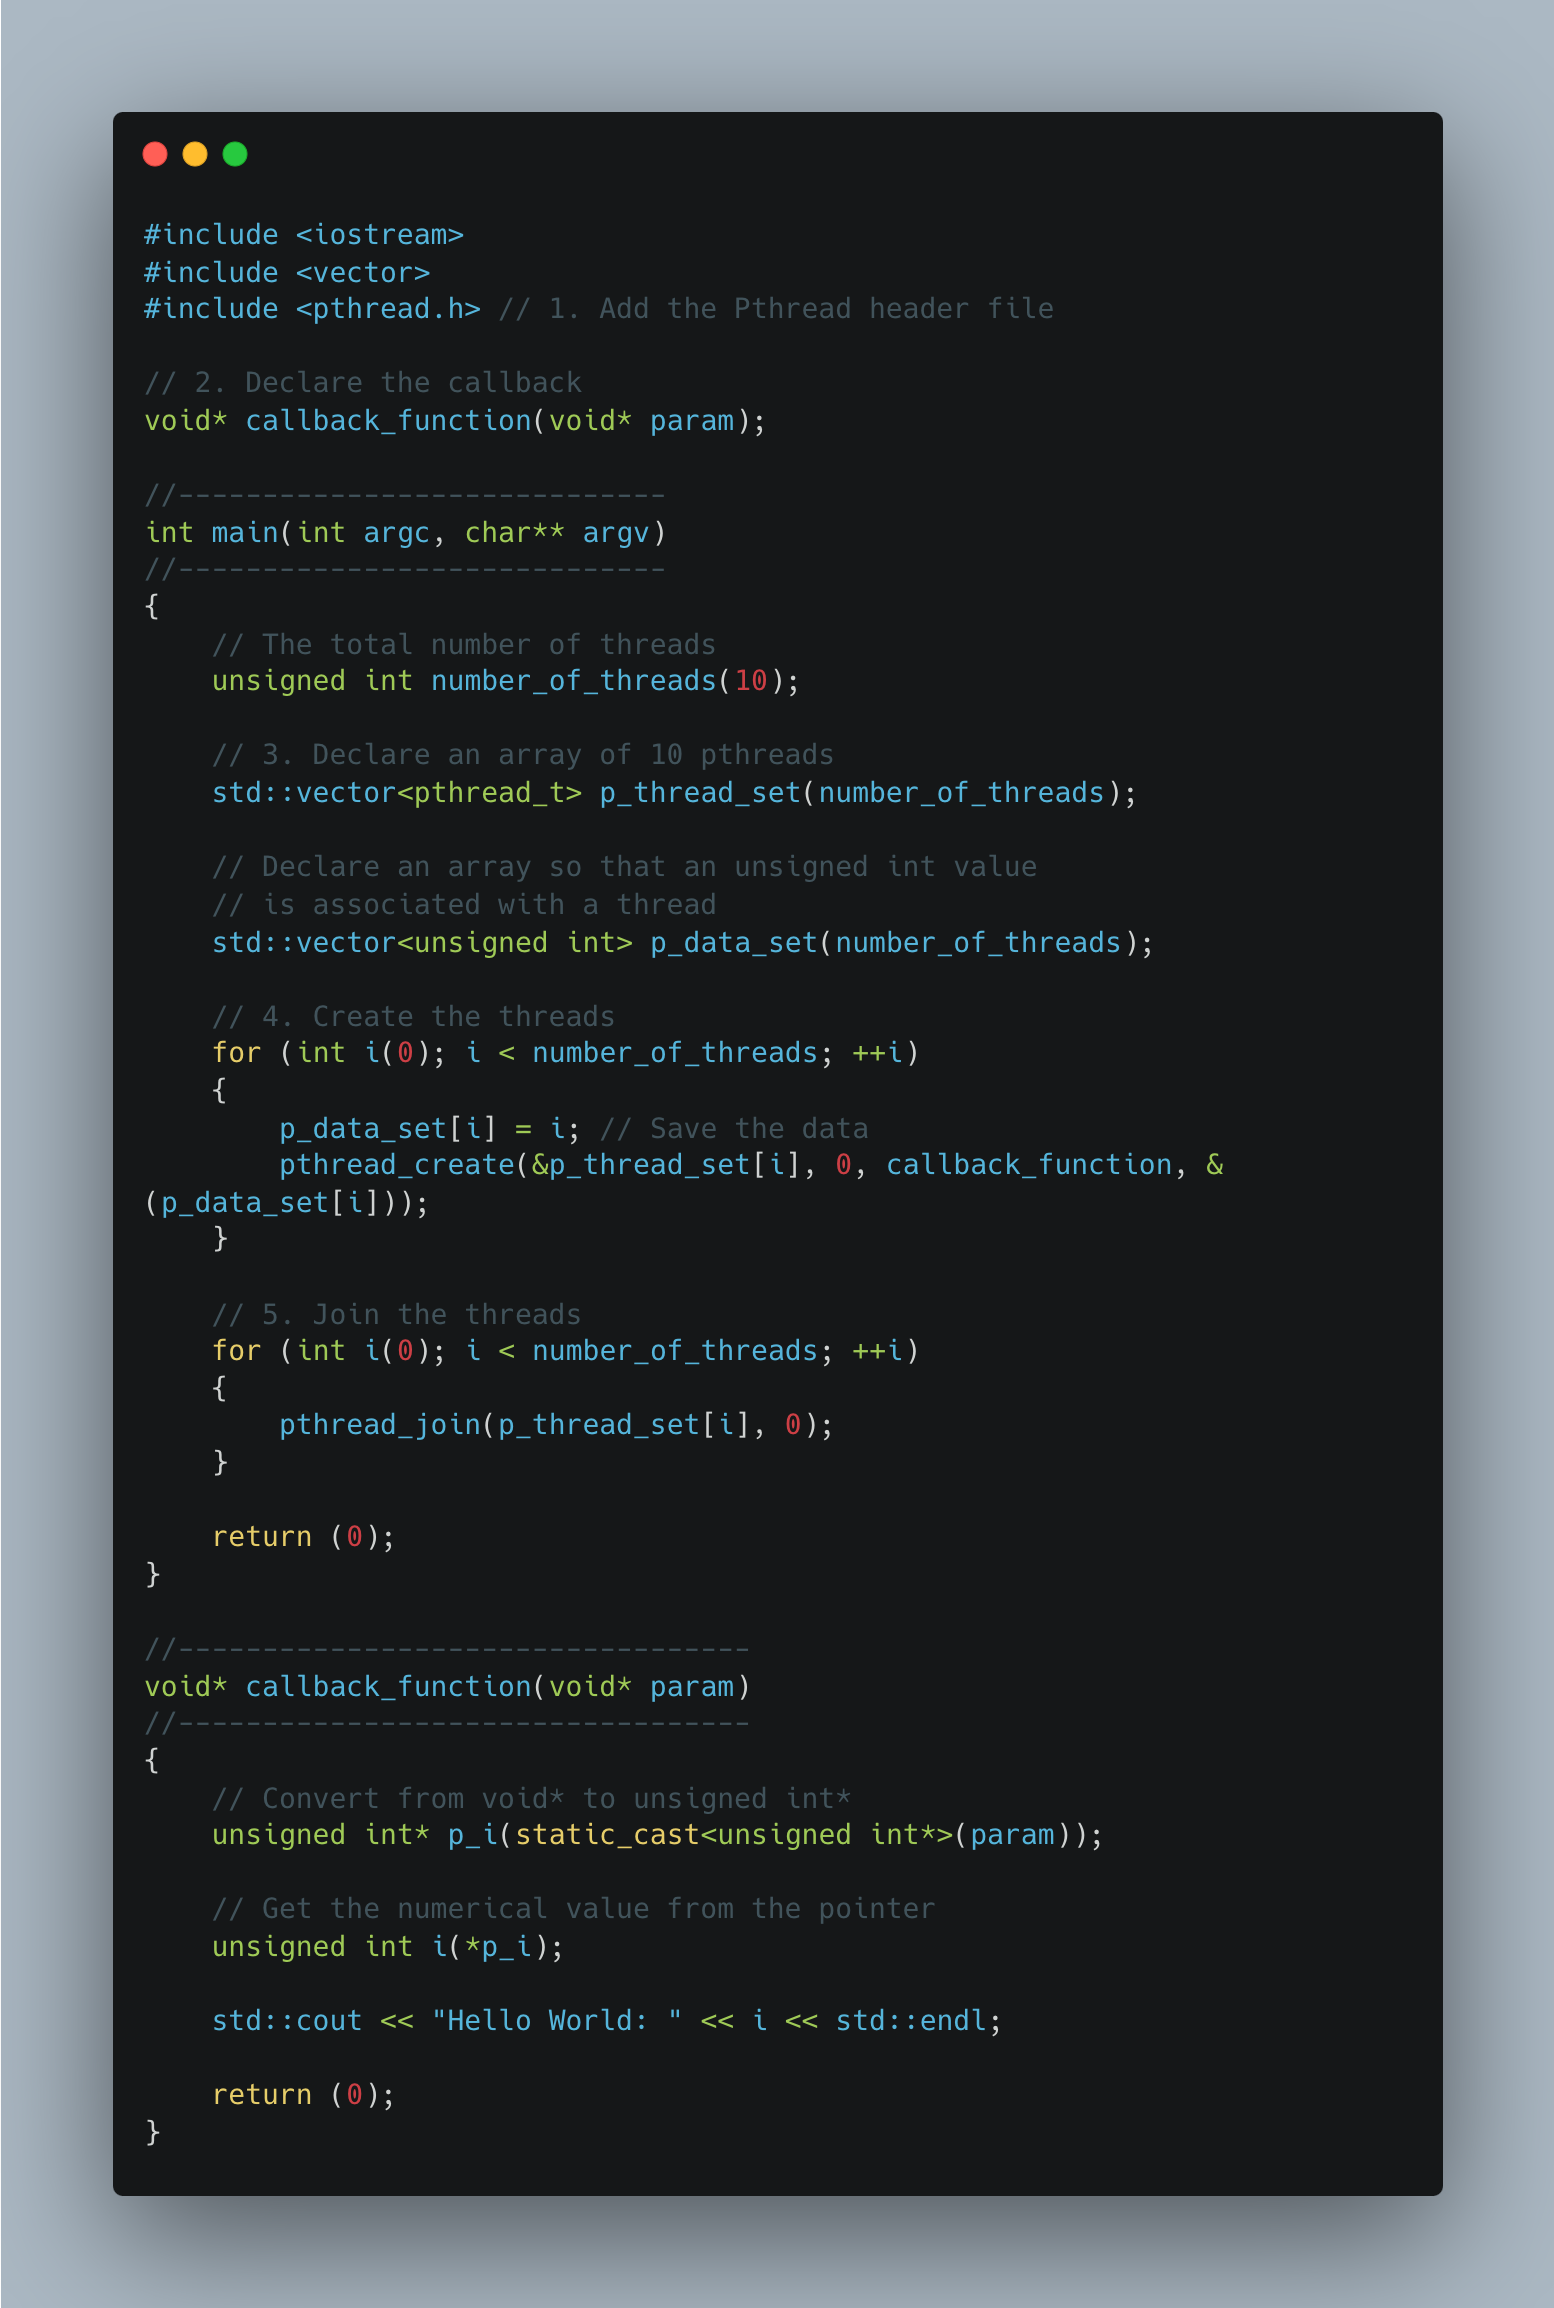 #include <iostream>
#include <vector>
#include <pthread.h> // 1. Add the Pthread header file
// 2. Declare the callback
void* callback_function(void* param);
//-----------------------------
int main(int argc, char** argv)
//-----------------------------
{
    // The total number of threads
    unsigned int number_of_threads(10);
    // 3. Declare an array of 10 pthreads
    std::vector<pthread_t> p_thread_set(number_of_threads);
    // Declare an array so that an unsigned int value
    // is associated with a thread
    std::vector<unsigned int> p_data_set(number_of_threads);
    // 4. Create the threads
    for (int i(0); i < number_of_threads; ++i)
    {
        p_data_set[i] = i; // Save the data
        pthread_create(&p_thread_set[i], 0, callback_function, &
(p_data_set[i]));
    }
    // 5. Join the threads
    for (int i(0); i < number_of_threads; ++i)
    {
        pthread_join(p_thread_set[i], 0);
    }
    return (0);
}
//----------------------------------
void* callback_function(void* param)
//----------------------------------
{
    // Convert from void* to unsigned int*
    unsigned int* p_i(static_cast<unsigned int*>(param));
    // Get the numerical value from the pointer
    unsigned int i(*p_i);
    std::cout << "Hello World: " << i << std::endl;
    return (0);
}